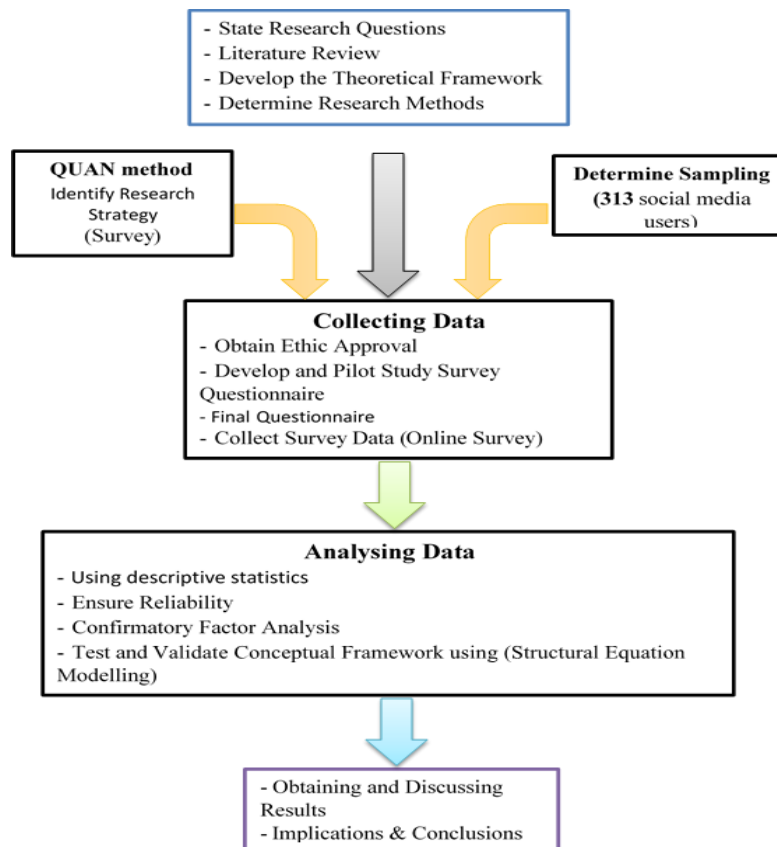 - State Research Questions
- Literature Review
- Develop the Theoretical Framework
- Determine Research Methods
QUAN method
Identify Research
Strategy
(Survey)
Determine Sampling
(313 social media
users)
Collecting Data
- Obtain Ethic Approval
- Develop and Pilot Study Survey
Questionnaire
- Final Questionnaire
- Collect Survey Data (Online Survey)
Analysing Data
- Using descriptive statistics
- Ensure Reliability
- Confirmatory Factor Analysis
- Test and Validate Conceptual Framework using (Structural Equation
Modelling)
- Obtaining and Discussing
Results
- Implications & Conclusions